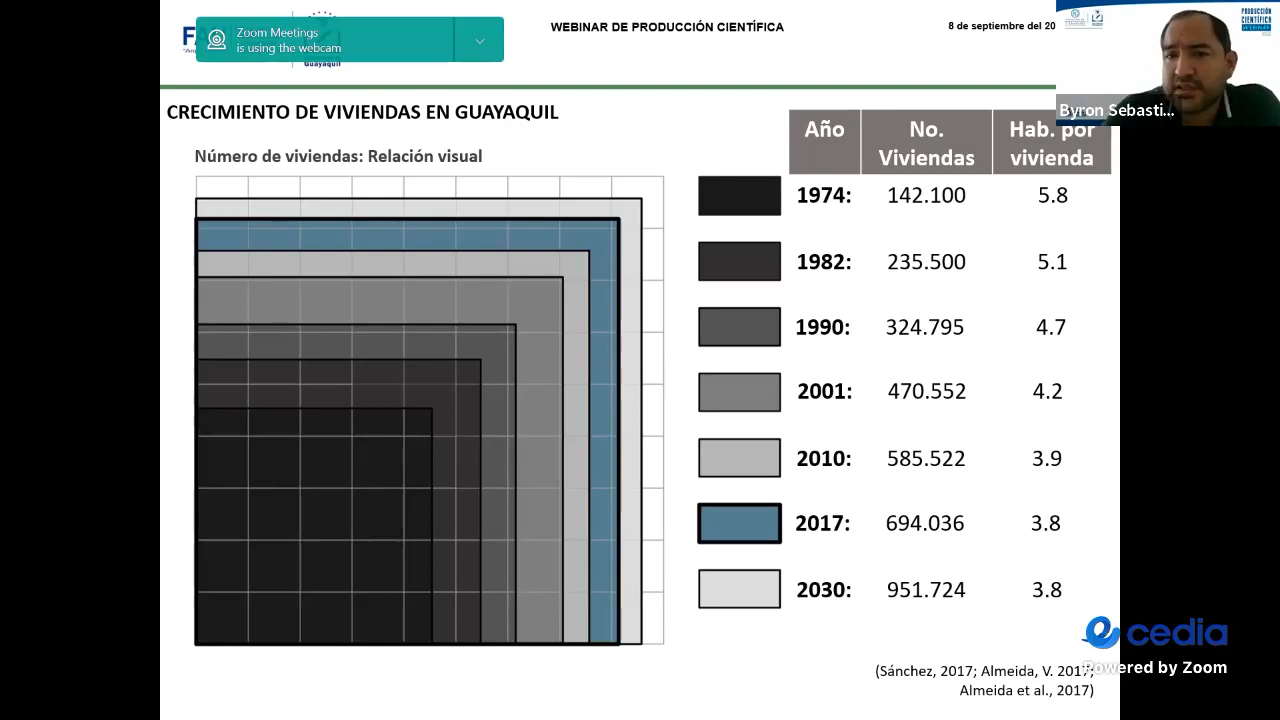 Zoom Meetings
is using the webcam
Guayaquil
WEBINAR DE PRODUCCIÓN CIENTÍFICA
8 de septiembre del 20
PRODUCCIÓN
CIENTÍFICA
WEBINARS
Byron Sebasti...
CRECIMIENTO DE VIVIENDAS EN GUAYAQUIL
Número de viviendas: Relación visual
Año No. Viviendas Hab. por vivienda
1974: 142.100 5.8
1982: 235.500 5.1
1990: 324.795 4.7
2001: 470.552 4.2
2010: 585.522 3.9
2017: 694.036 3.8
2030: 951.724 3.8
cedia
Powered by Zoom
(Sánchez, 2017; Almeida, V. 2017;
Almeida et al., 2017)